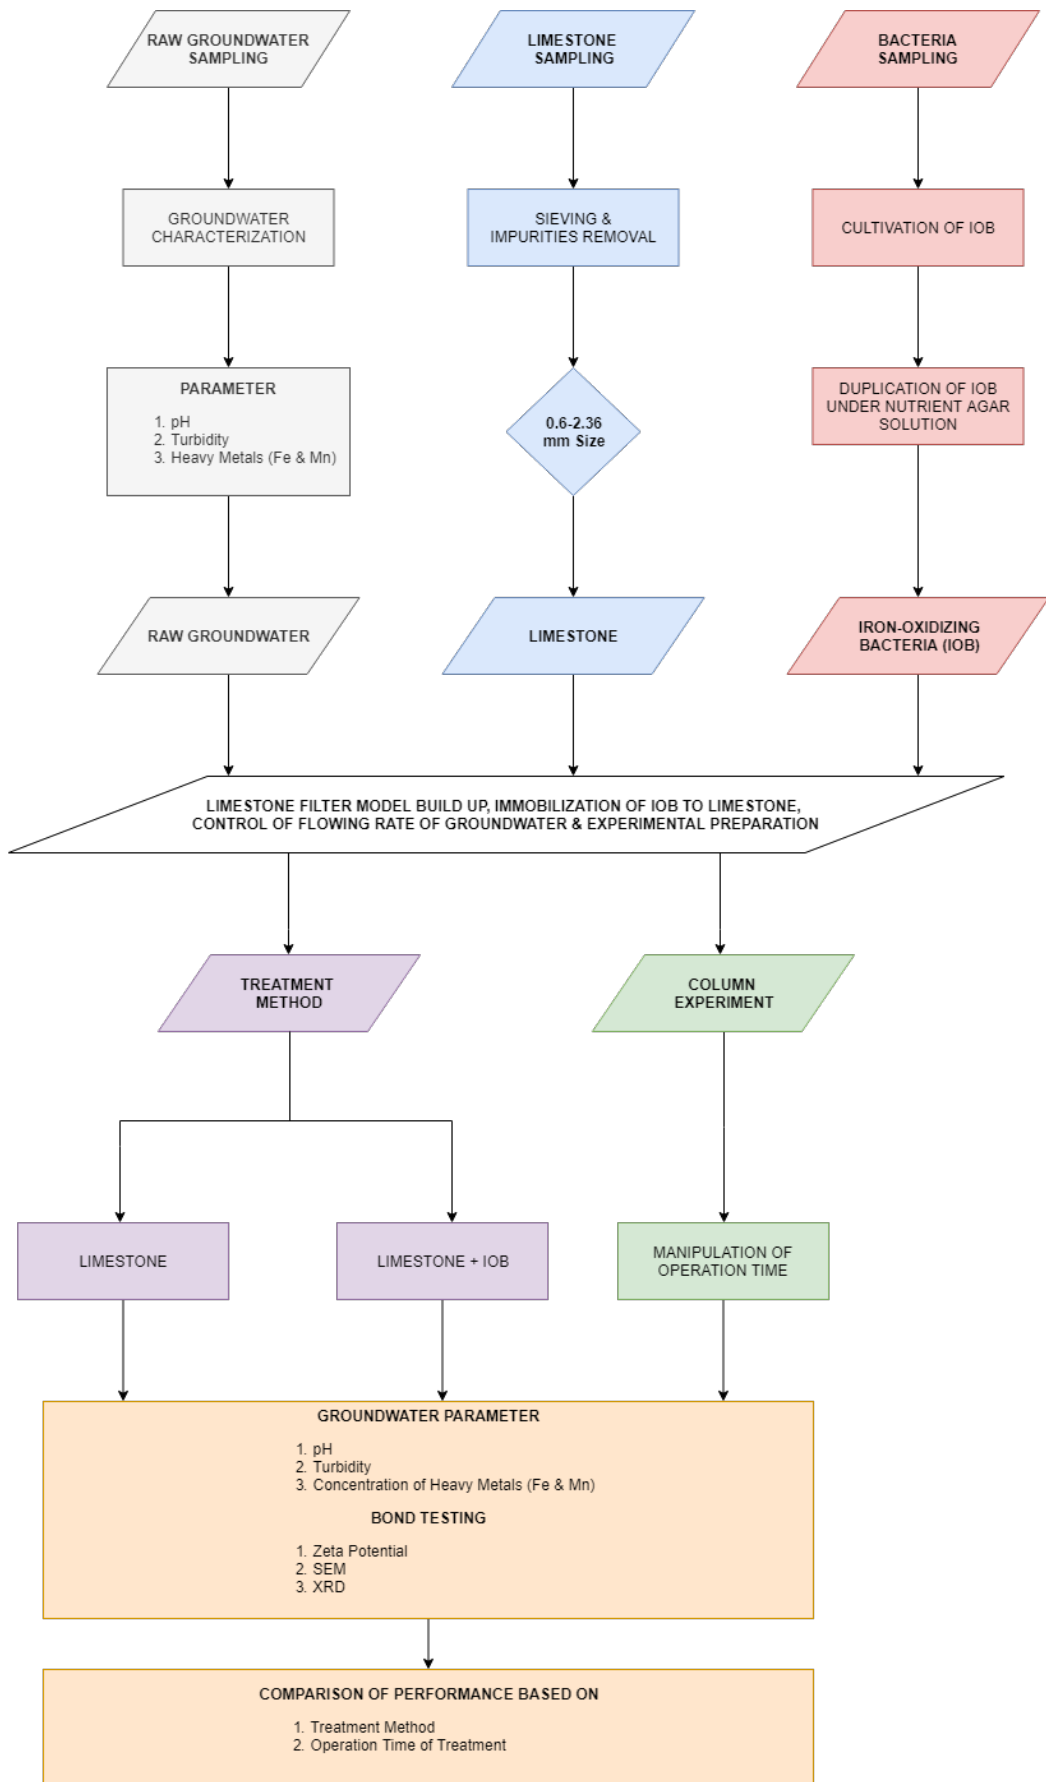 RAW GROUNDWATER
SAMPLING
LIMESTONE
SAMPLING
BACTERIA
SAMPLING
GROUNDWATER
CHARACTERIZATION
SIEVING &
IMPURITIES REMOVAL
CULTIVATION OF IOB
PARAMETER
1. pH
2. Turbidity
3. Heavy Metals (Fe & Mn)
0.6-2.36
mm Size
DUPLICATION OF IOB
UNDER NUTRIENT AGAR
SOLUTION
RAW GROUNDWATER
LIMESTONE
IRON-OXIDIZING
BACTERIA (IOB)
LIMESTONE FILTER MODEL BUILD UP, IMMOBILIZATION OF IOB TO LIMESTONE,
CONTROL OF FLOWING RATE OF GROUNDWATER & EXPERIMENTAL PREPARATION
TREATMENT
METHOD
COLUMN
EXPERIMENT
LIMESTONE
LIMESTONE + IOB
MANIPULATION OF
OPERATION TIME
GROUNDWATER PARAMETER
1. pH
2. Turbidity
3. Concentration of Heavy Metals (Fe & Mn)
BOND TESTING
1. Zeta Potential
2. SEM
3. XRD
COMPARISON OF PERFORMANCE BASED ON
1. Treatment Method
2. Operation Time of Treatment